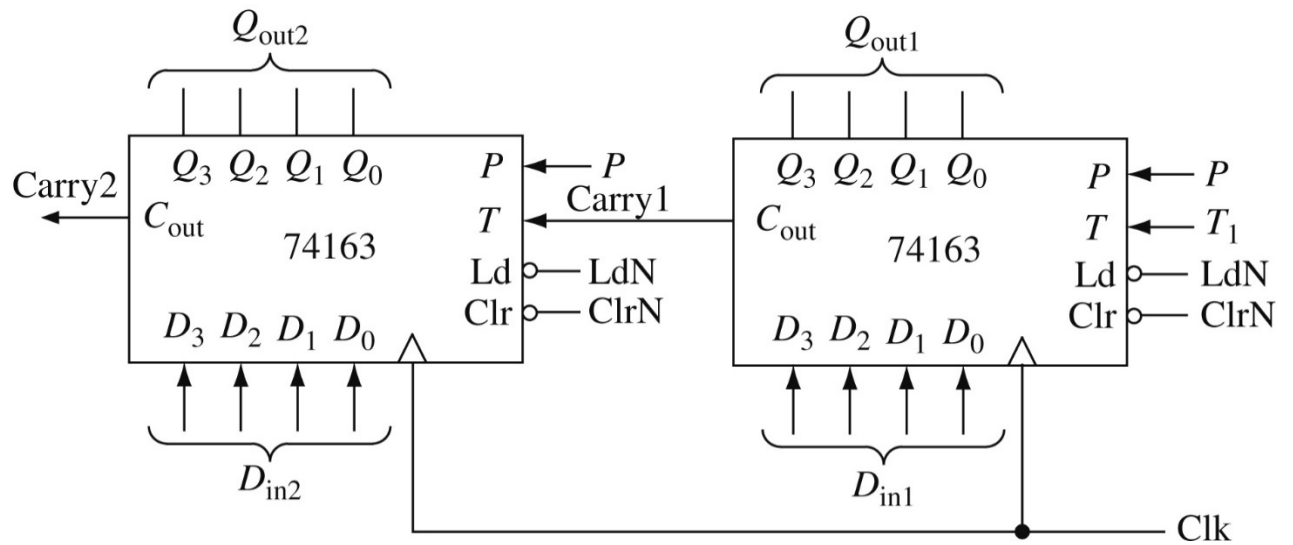 Qout2 Qout1
Q3 Q2 Q1 Q0 P P
Carry2 Cout 74163 T Carry1
Ld LdN
Clr ClrN
D3 D2 D1 D0
Din2
Q3 Q2 Q1 Q0 P P
Cout 74163 T T1
Ld LdN
Clr ClrN
D3 D2 D1 D0
Din1
Clk